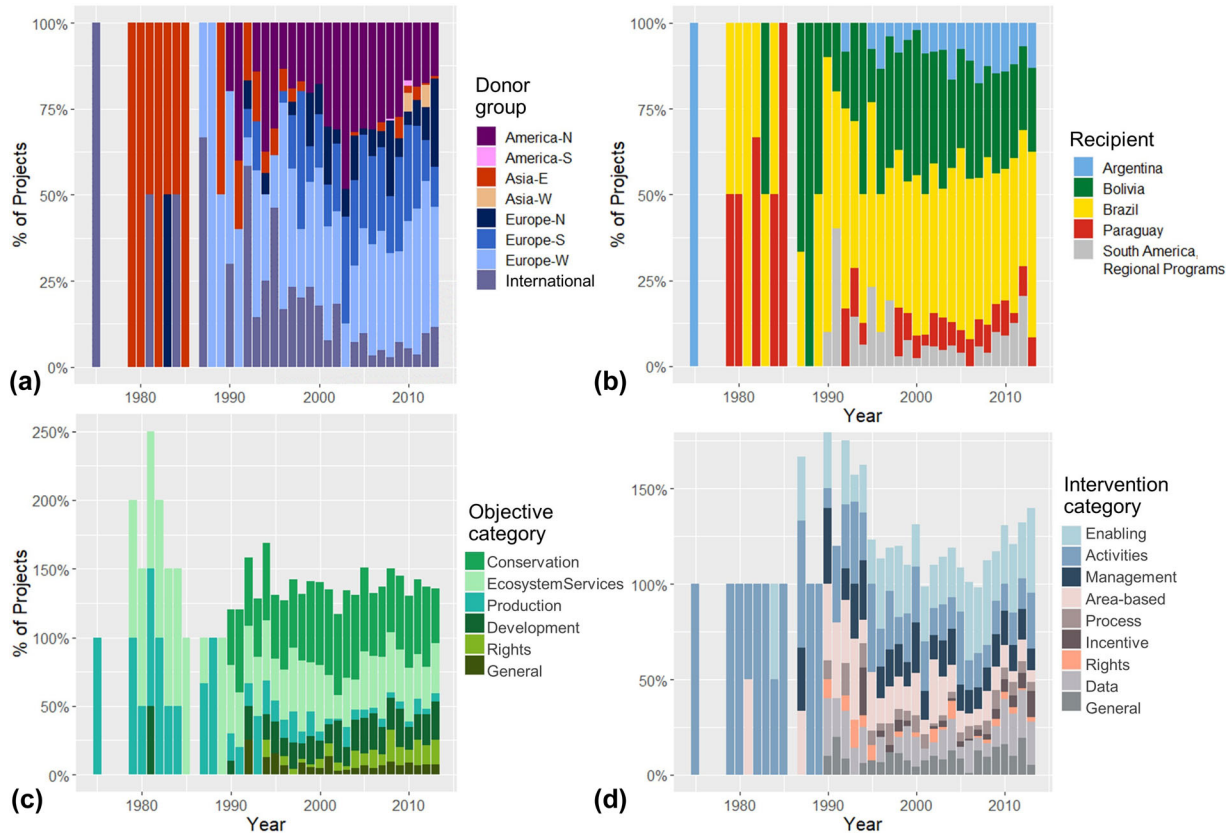 100%
75%
50%
25%
0%
% of Projects
1980
1990
2000
2010
(a)
Donor
group
America-N
America-S
Asia-E
Asia-W
Europe-N
Europe-S
Europe-W
International
100%
75%
50%
25%
0%
% of Projects
1980
1990
2000
2010
Year
(b)
Recipient
Argentina
Bolivia
Brazil
Paraguay
South America,
Regional Programs
250%
200%
150%
100%
50%
0%
% of Projects
1980
1990
2000
2010
Year
(c)
Objective
category
Conservation
EcosystemServices
Production
Development
Rights
General
150%
100%
50%
0%
% of Projects
1980
1990
2000
2010
Year
(d)
Intervention
category
Enabling
Activities
Management
Area-based
Process
Incentive
Rights
Data
General